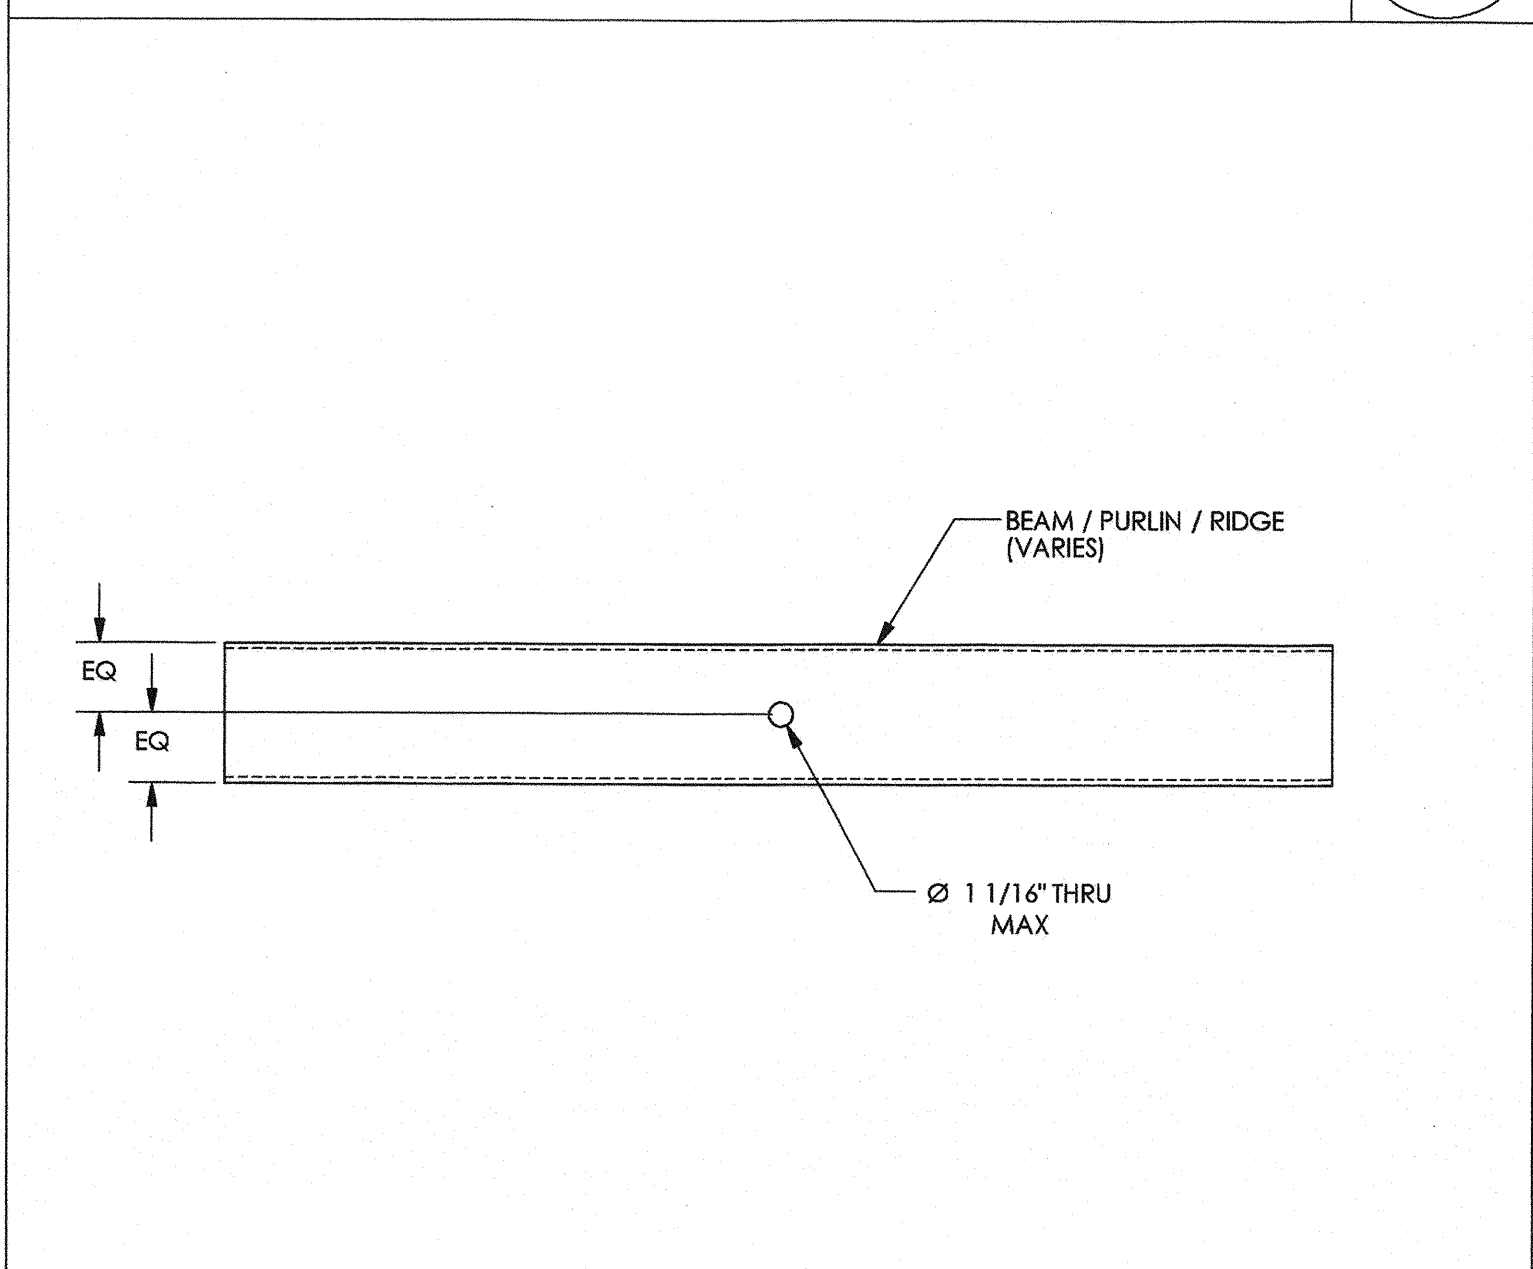 BEAM / PURLIN / RIDGE
(VARIES)
EQ
EQ
Ø 1 1/16" THRU
MAX